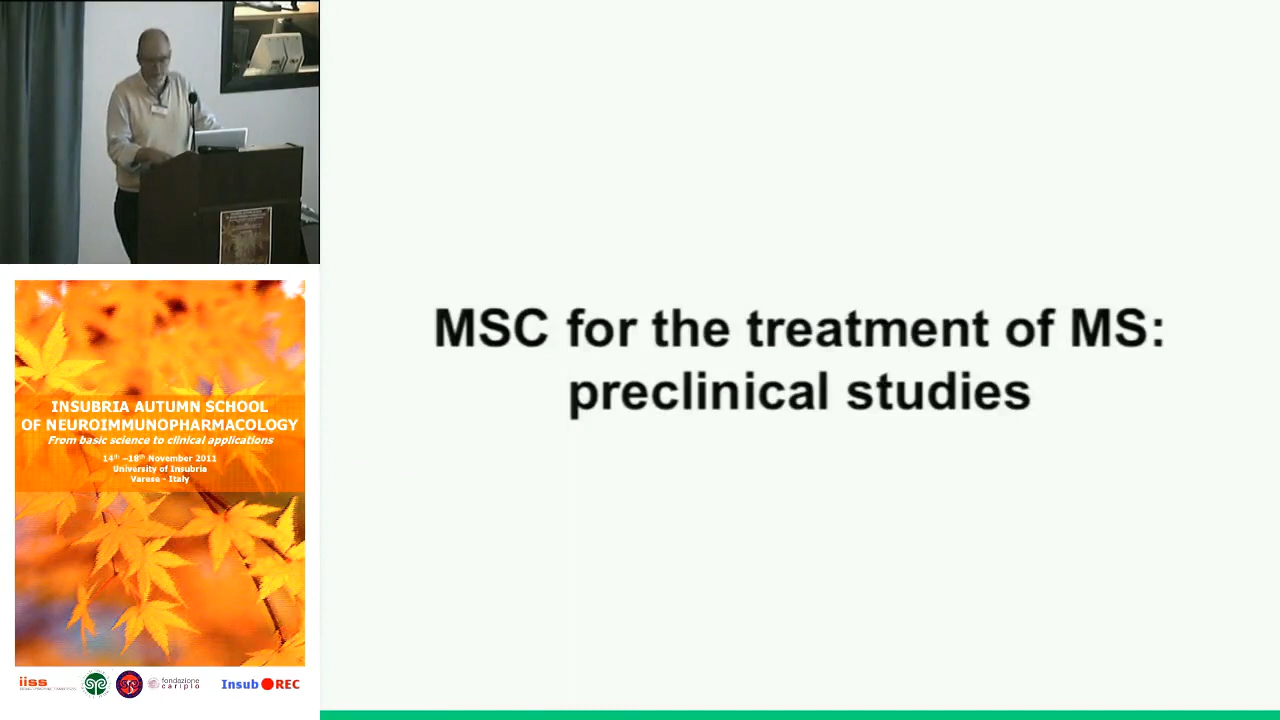 MSC for the treatment of MS:
preclinical studies
INSUBRIA AUTUMN SCHOOL
OF NEUROIMMUNOPHARMACOLOGY
From basic science to clinical applications
14th –18th November 2011
University of Insubria
Varese - Italy
iiss
fondazione
cariplo
Insub REC